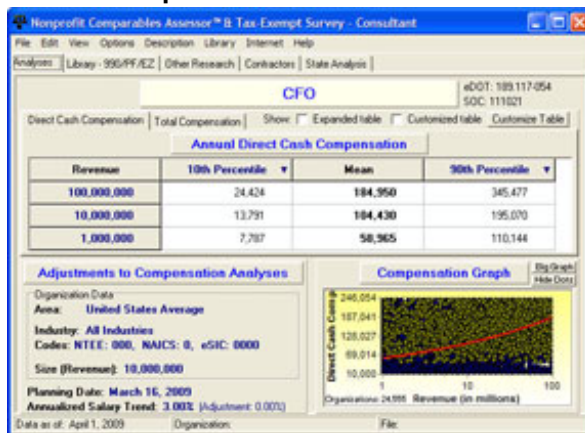 Nonprofit Comparables Assessor™ & Tax-Exempt Survey - Consultant
File Edit View Options Description Library Internet Help
Analyses Library - 990/PF/EZ Other Research Contractors State Analysis
CFO
eDOT: 189.117-054
SOC: 111021
Direct Cash Compensation Total Compensation Show: Expanded table Customized table Customize Table
Annual Direct Cash Compensation
Revenue 10th Percentile Mean 90th Percentile
100,000,000 24,424 184,950 345,477
10,000,000 13,791 104,430 195,070
1,000,000 7,787 58,965 110,144
Adjustments to Compensation Analyses
Organization Data
Area: United States Average
Industry: All Industries
Codes: NTEE: 000, NAICS: 0, eSIC: 0000
Size (Revenue): 10,000,000
Planning Date: March 16, 2009
Annualized Salary Trend: 3.00% (Adjustment: 0.00%)
Compensation Graph
Big Graph
Hide Dots
Direct Cash Comp
246,054
187,041
128,027
69,014
10,000
1 10 100
Organizations: Revenue (in millions)
Data as of: April 1, 2009 Organization: File: